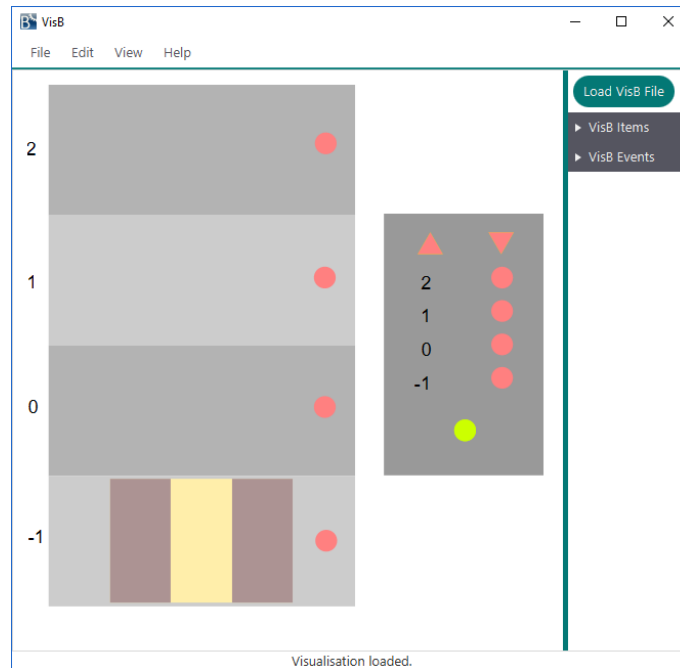 VisB
File Edit View Help
Load VisB File
VisB Items
VisB Events
2
1
0
-1
2
1
0
-1
Visualisation loaded.